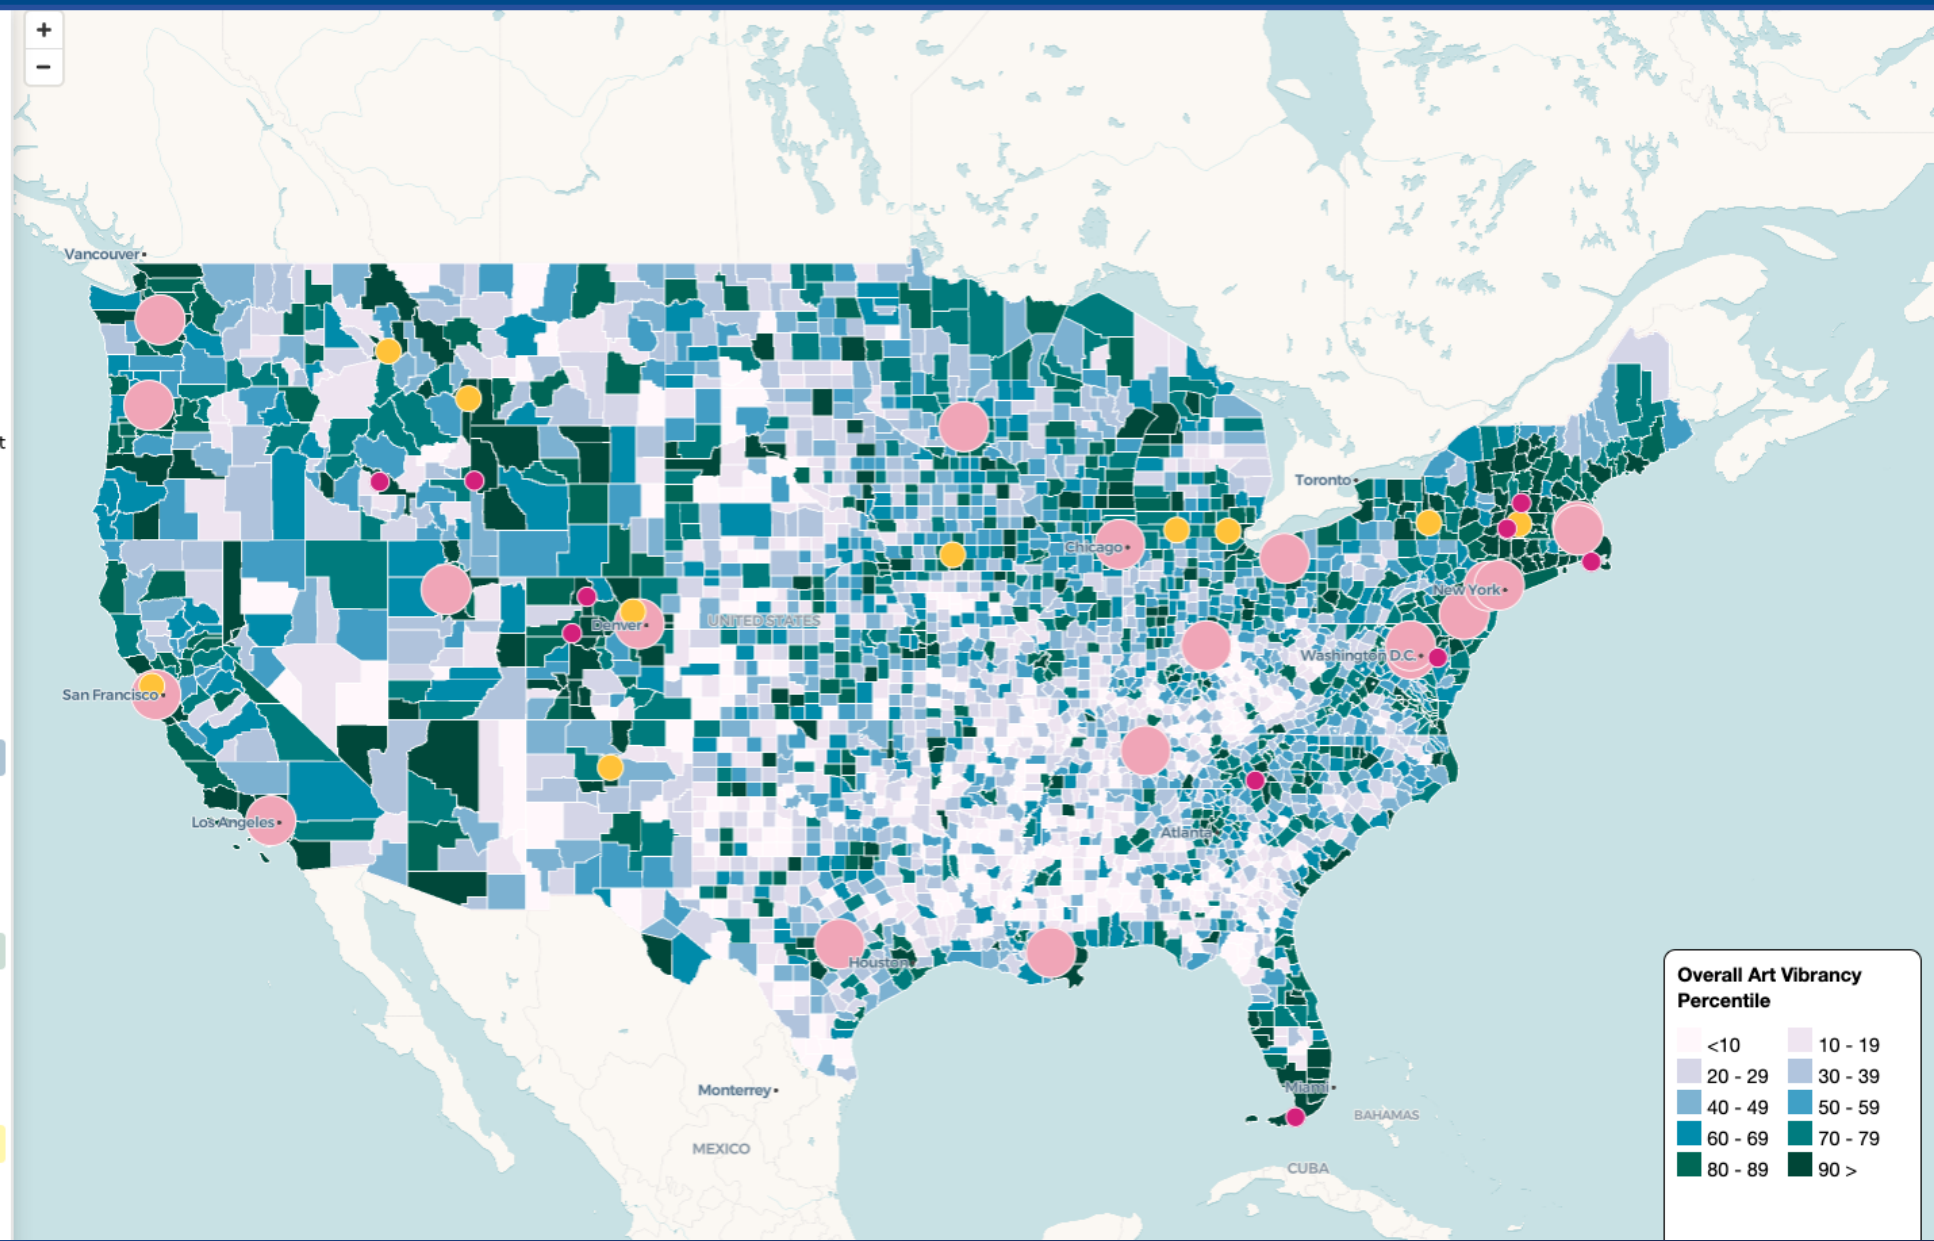 +
−
t
Vancouver
Toronto
Chicago
New York
Denver
UNITED STATES
Washington D.C.
San Francisco
Los Angeles
Atlanta
Houston
Miami
Monterrey
BAHAMAS
MEXICO
CUBA
Overall Art Vibrancy
Percentile
<10 10 - 19
20 - 29 30 - 39
40 - 49 50 - 59
60 - 69 70 - 79
80 - 89 90 >